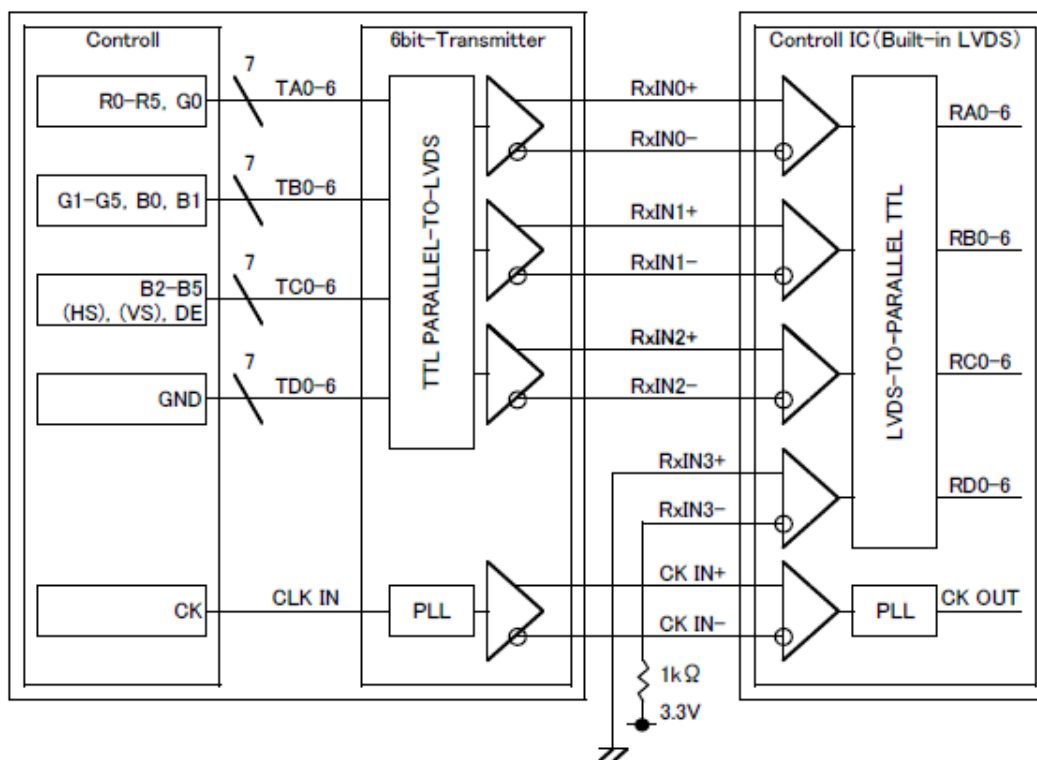 Controll
6bit-Transmitter
Controll IC(Built-in LVDS)
R0-R5, G0
7
TA0-6
G1-G5, B0, B1
7
TB0-6
B2-B5
(HS), (VS), DE
7
TC0-6
GND
7
TD0-6
CK
CLK IN
TTL PARALLEL-TO-LVDS
PLL
RxIN0+
RxIN0-
RxIN1+
RxIN1-
RxIN2+
RxIN2-
RxIN3+
RxIN3-
CK IN+
CK IN-
1kΩ
3.3V
LVDS-TO-PARALLEL TTL
PLL
RA0-6
RB0-6
RC0-6
RD0-6
CK OUT